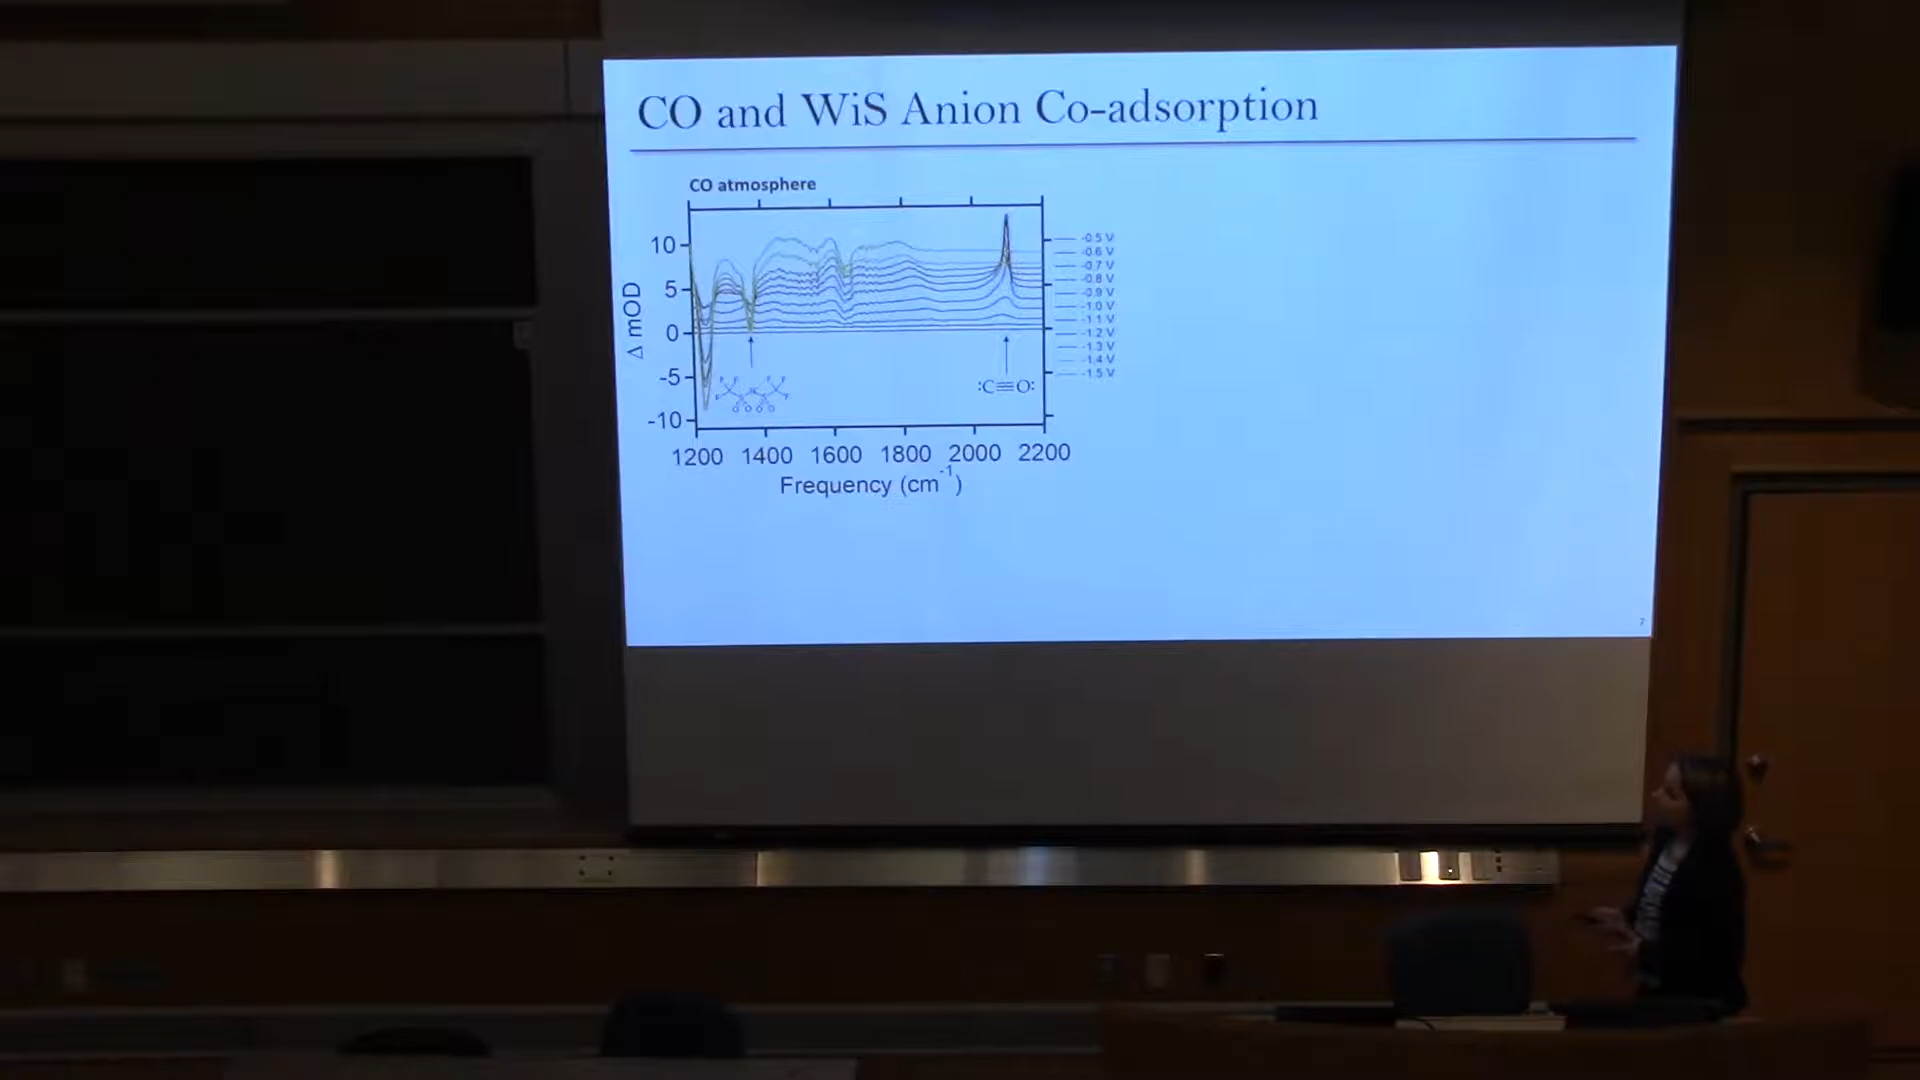 CO and WiS Anion Co-adsorption
CO atmosphere
10
5
0
-5
-10
Δ mOD
1200 1400 1600 1800 2000 2200
Frequency (cm-1)
:C≡O:
-0.5 V
-0.6 V
-0.7 V
-0.8 V
-0.9 V
-1.0 V
-1.1 V
-1.2 V
-1.3 V
-1.4 V
-1.5 V
7